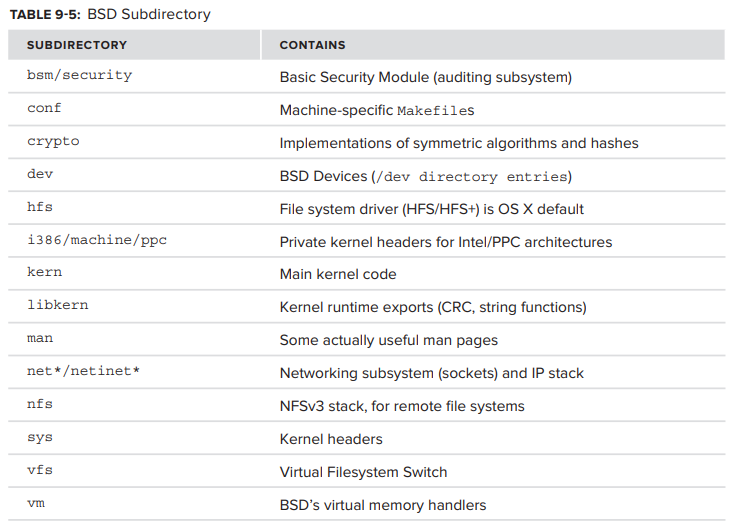 TABLE 9-5: BSD Subdirectory
SUBDIRECTORY CONTAINS
bsm/security Basic Security Module (auditing subsystem)
conf Machine-specific Makefiles
crypto Implementations of symmetric algorithms and hashes
dev BSD Devices (/dev directory entries)
hfs File system driver (HFS/HFS+) is OS X default
i386/machine/ppc Private kernel headers for Intel/PPC architectures
kern Main kernel code
libkern Kernel runtime exports (CRC, string functions)
man Some actually useful man pages
net*/netinet* Networking subsystem (sockets) and IP stack
nfs NFSv3 stack, for remote file systems
sys Kernel headers
vfs Virtual Filesystem Switch
vm BSD’s virtual memory handlers